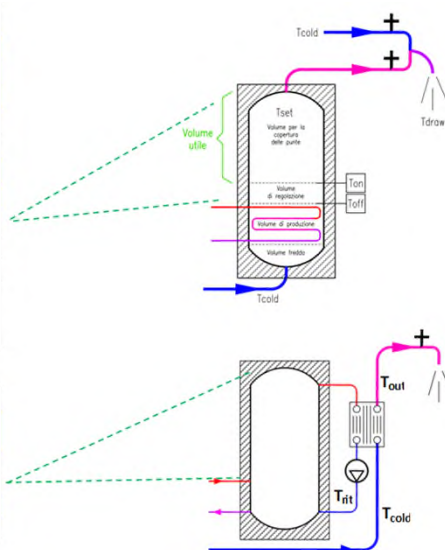 Tcold
Tdraw
Volume
utile
Tset
Volume per la
copertura
delle punte
Volume
di regolazione
Ton
Toff
Volume di produzione
Volume freddo
Tcold
Tout
Trit
Tcold